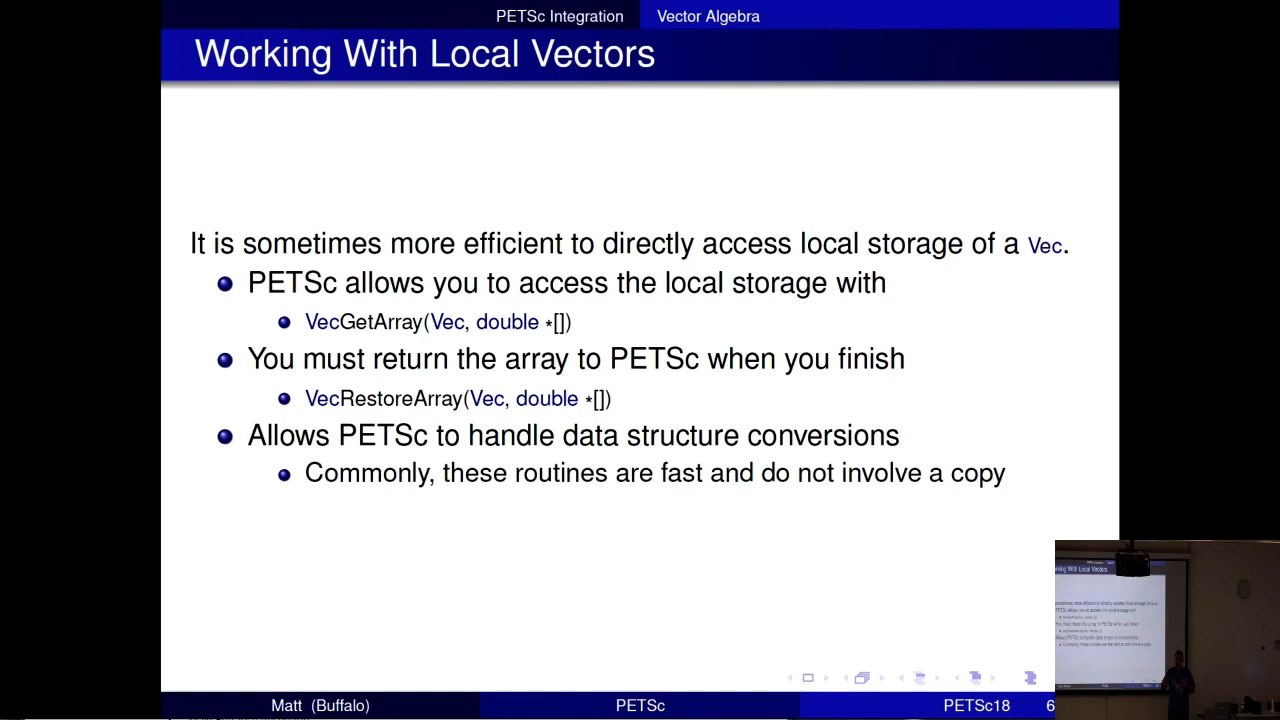 PETSc Integration Vector Algebra
Working With Local Vectors
It is sometimes more efficient to directly access local storage of a Vec.
PETSc allows you to access the local storage with
VecGetArray(Vec, double *[])
You must return the array to PETSc when you finish
VecRestoreArray(Vec, double *[])
Allows PETSc to handle data structure conversions
Commonly, these routines are fast and do not involve a copy
Matt (Buffalo) PETSc PETSc18 6